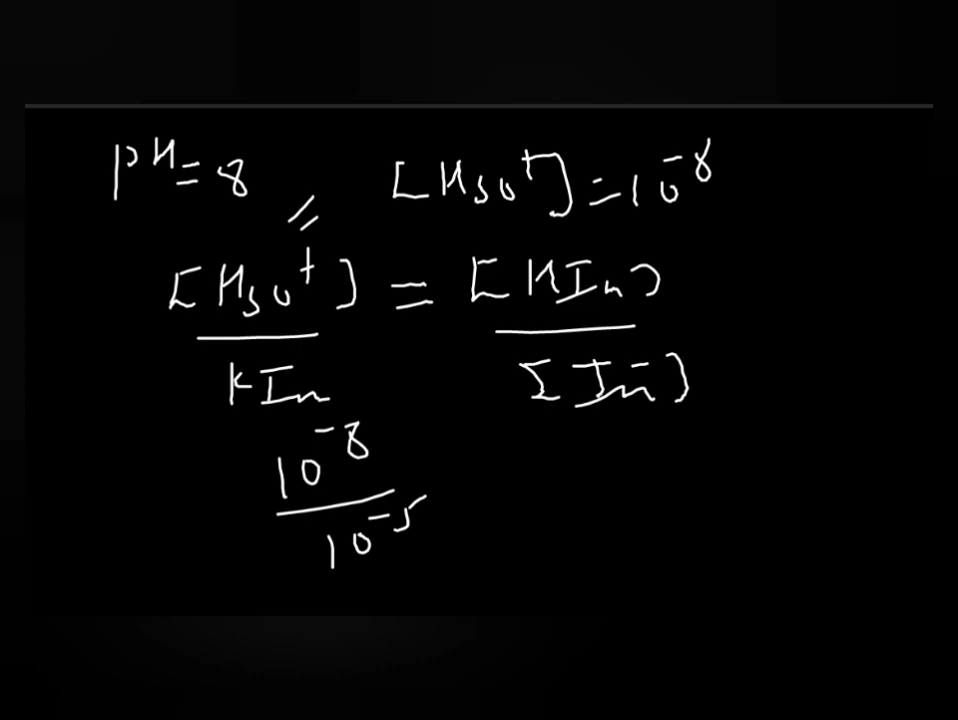 pH = 8 [H3O+] = 10^-8
[H3O+] = [HIn]
KIn [In-]
10^-8
10^-5